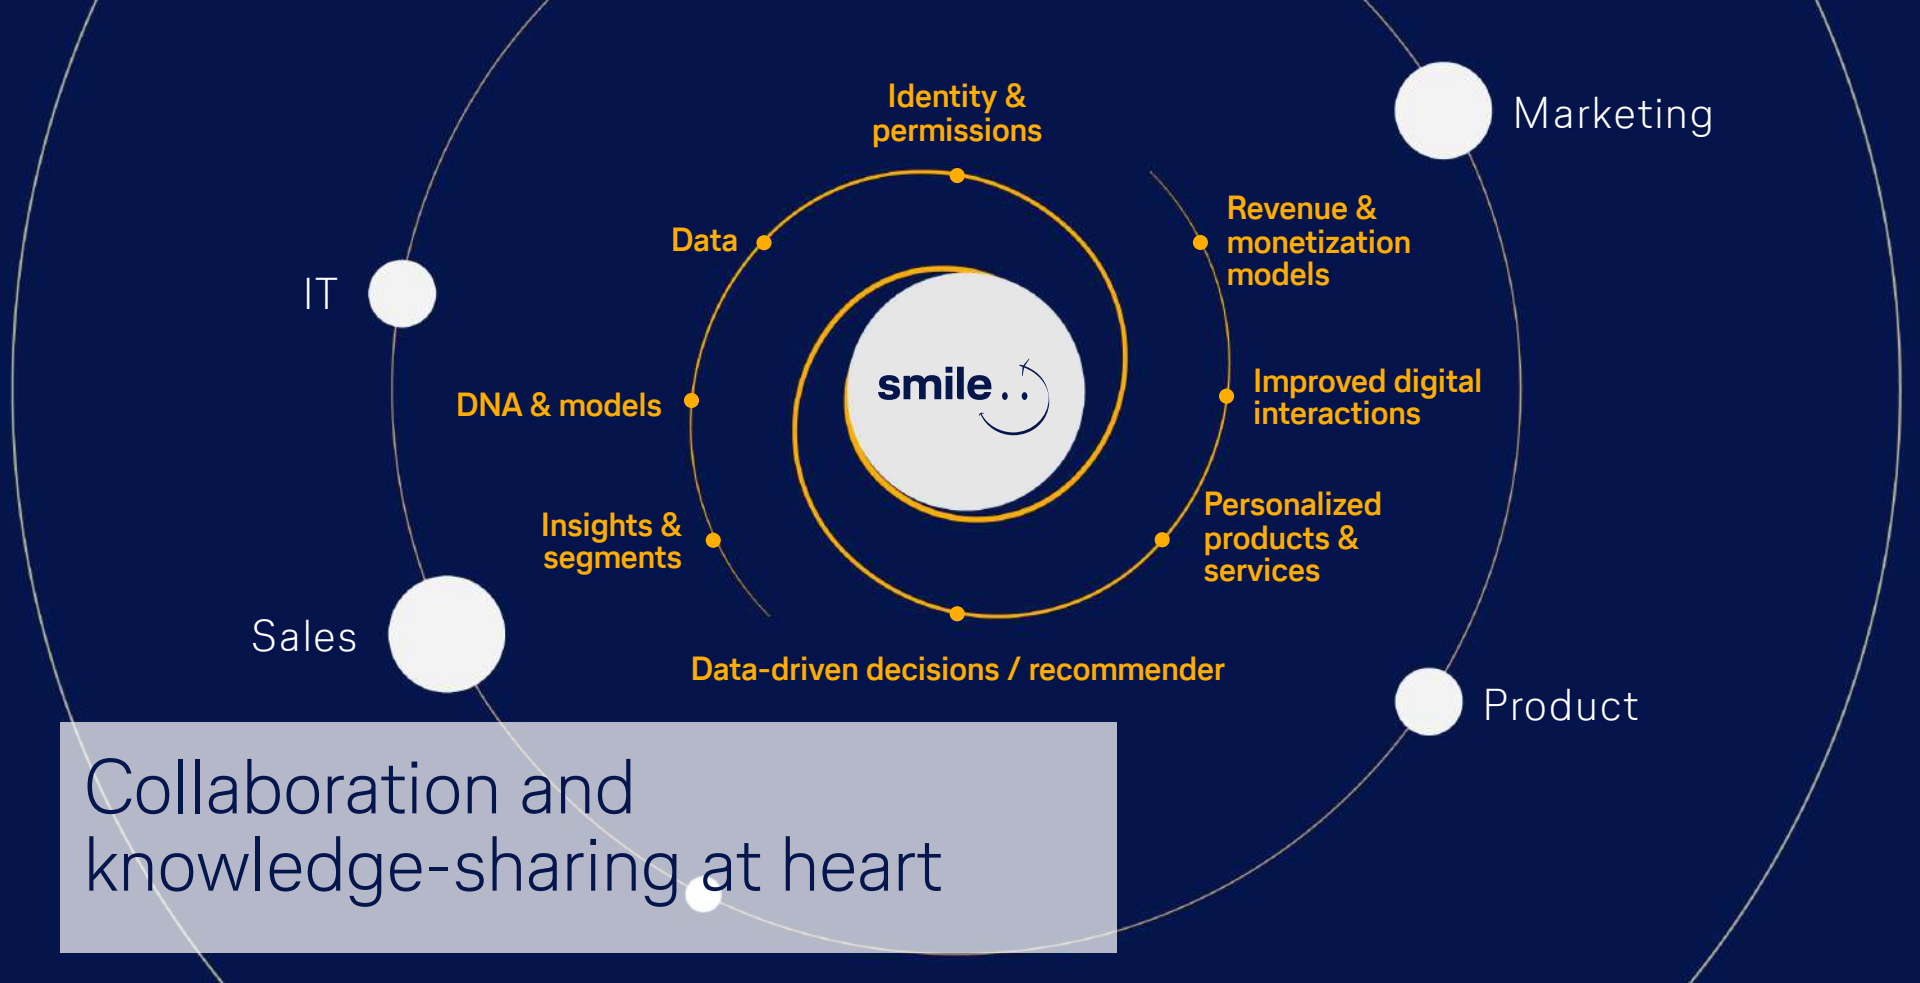 Identity &
permissions
Marketing
Revenue &
monetization
models
Data
IT
smile
DNA & models
Improved digital
interactions
Insights &
segments
Personalized
products &
services
Sales
Data-driven decisions / recommender
Product
Collaboration and
knowledge-sharing at heart